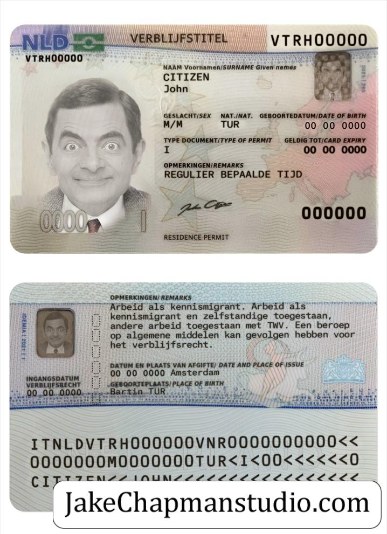 NLD VERBLIJFSTITEL VTRH00000
VTRH00000
NAAM Voornamen/SURNAME Given names
CITIZEN
John
GESLACHT/SEX NAT./NAT. GEBOORTEDATUM/DATE OF BIRTH
M/M TUR 00 00 0000
TYPE DOCUMENT/TYPE OF PERMIT GELDIG TOT/CARD EXPIRY
I 00 00 0000
OPMERKINGEN/REMARKS
REGULIER BEPAALDE TIJD
0000 I
000000
RESIDENCE PERMIT
OPMERKINGEN/REMARKS
Arbeid als kennismigrant. Arbeid als
kennismigrant en zelfstandige toegestaan,
andere arbeid toegestaan met TWV. Een beroep
op algemene middelen kan gevolgen hebben voor
het verblijfsrecht.
DATUM EN PLAATS VAN AFGIFTE/ DATE AND PLACE OF ISSUE
00 00 0000 Amsterdam
INGANGSDATUM
VERBLIJFSRECHT
00 00 0000
GEBOORTEPLAATS/PLACE OF BIRTH
Bartin TUR
ITNLDVTRH000000VNR0000000000<<
0000000M0000000TUR<I<00<<<<<<0
JakeChapmanstudio.com